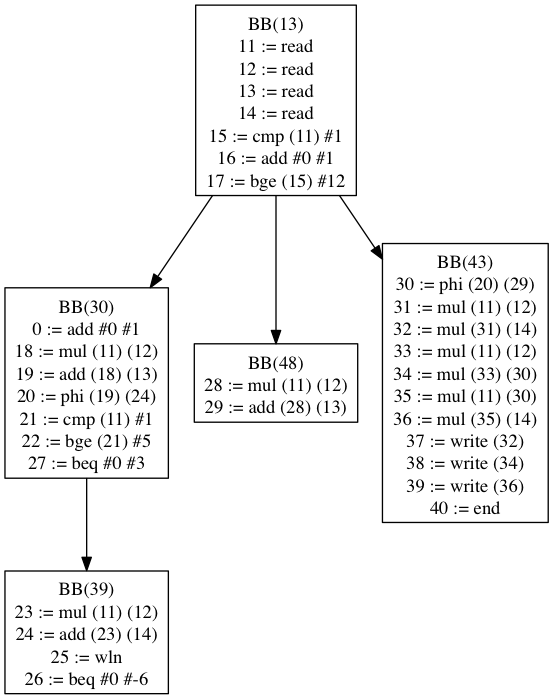 BB(13)
11 := read
12 := read
13 := read
14 := read
15 := cmp (11) #1
16 := add #0 #1
17 := bge (15) #12
BB(30)
0 := add #0 #1
18 := mul (11) (12)
19 := add (18) (13)
20 := phi (19) (24)
21 := cmp (11) #1
22 := bge (21) #5
27 := beq #0 #3
BB(48)
28 := mul (11) (12)
29 := add (28) (13)
BB(43)
30 := phi (20) (29)
31 := mul (11) (12)
32 := mul (31) (14)
33 := mul (11) (12)
34 := mul (33) (30)
35 := mul (11) (30)
36 := mul (35) (14)
37 := write (32)
38 := write (34)
39 := write (36)
40 := end
BB(39)
23 := mul (11) (12)
24 := add (23) (14)
25 := wln
26 := beq #0 #-6